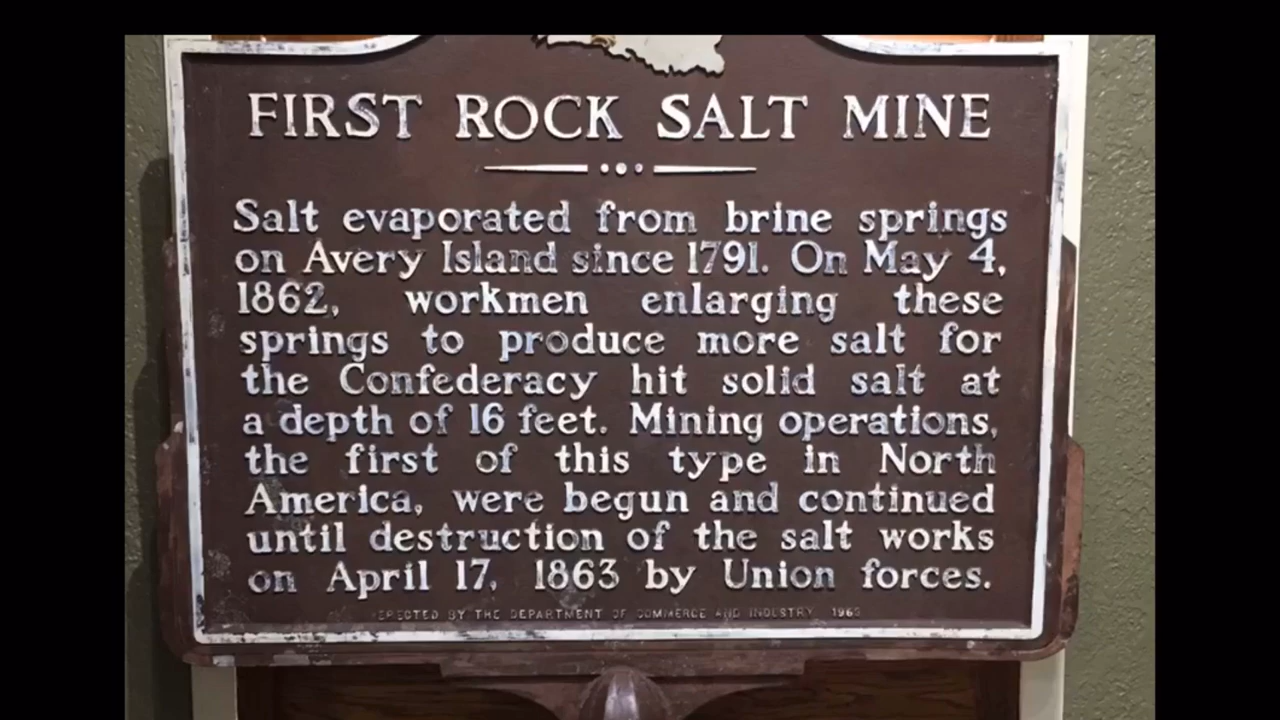 FIRST ROCK SALT MINE
Salt evaporated from brine springs
on Avery Island since 1791. On May 4,
1862, workmen enlarging these
springs to produce more salt for
the Confederacy hit solid salt at
a depth of 16 feet. Mining operations,
the first of this type in North
America, were begun and continued
until destruction of the salt works
on April 17, 1863 by Union forces.
ERECTED BY THE DEPARTMENT OF COMMERCE AND INDUSTRY